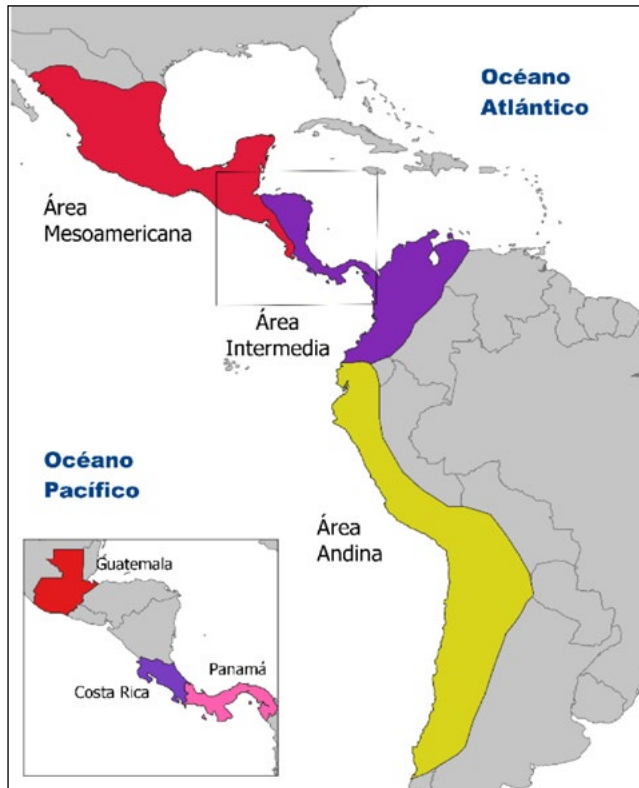 Océano
Atlántico
Área
Mesoamericana
Área
Intermedia
Océano
Pacífico
Área
Andina
Guatemala
Panamá
Costa Rica